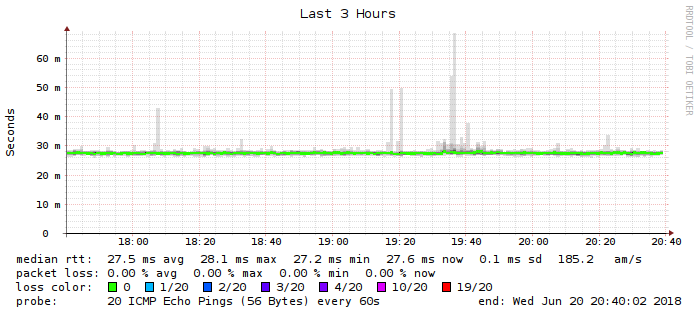 Last 3 Hours
RRDTOOL / TOBI OETIKER
Seconds
60 m
50 m
40 m
30 m
20 m
10 m
0
18:00 18:20 18:40 19:00 19:20 19:40 20:00 20:20 20:40
median rtt: 27.5 ms avg 28.1 ms max 27.2 ms min 27.6 ms now 0.1 ms sd 185.2 am/s
packet loss: 0.00 % avg 0.00 % max 0.00 % min 0.00 % now
loss color: 0 1/20 2/20 3/20 4/20 10/20 19/20
probe: 20 ICMP Echo Pings (56 Bytes) every 60s end: Wed Jun 20 20:40:02 2018